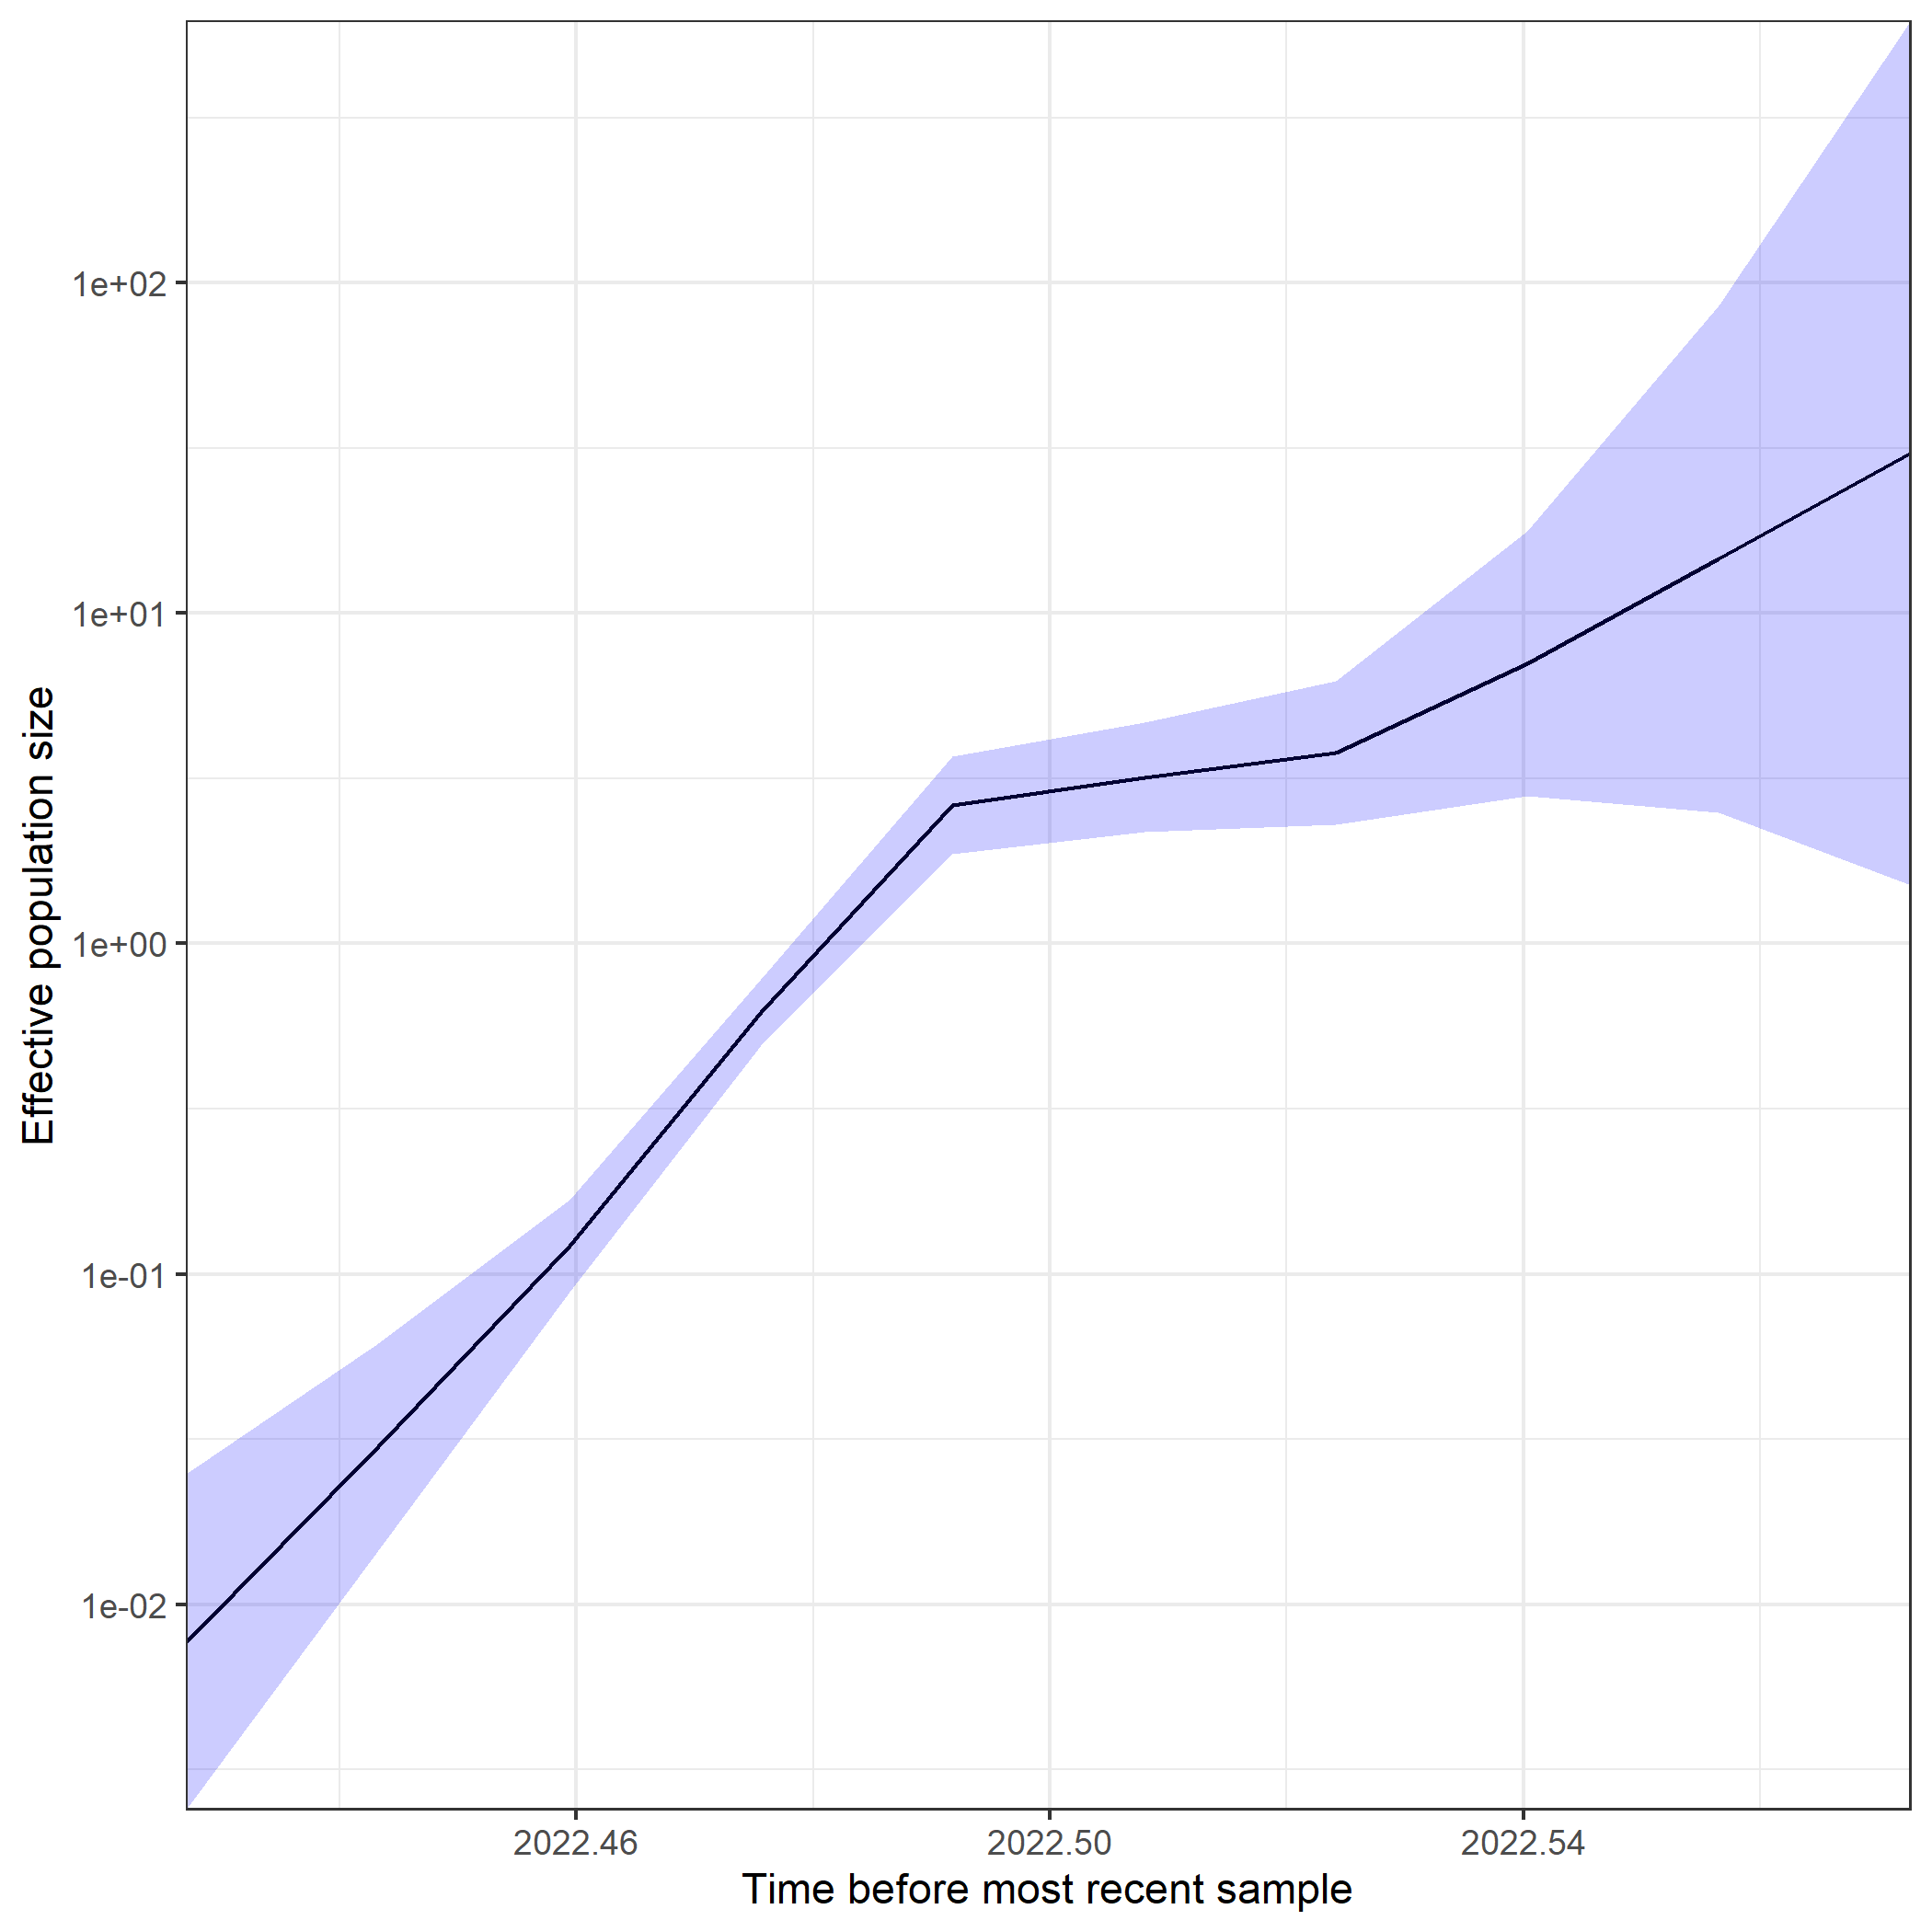 Effective population size
1e+02
1e+01
1e+00
1e-01
1e-02
2022.46
2022.50
2022.54
Time before most recent sample